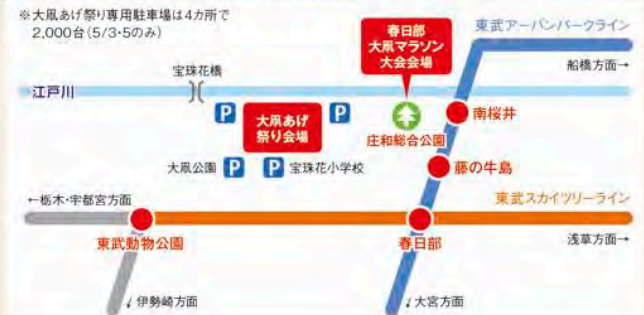 ※大凧あげ祭り専用駐車場は4カ所で
2,000台(5/3・5のみ)
春日部
大凧マラソン
大会会場
東武アーバンパークライン
船橋方面→
宝珠花橋
江戸川
P
大凧あげ
祭り会場
P
南桜井
庄和総合公園
大凧公園 P
P 宝珠花小学校
藤の牛島
←栃木・宇都宮方面
東武スカイツリーライン
東武動物公園
春日部
浅草方面→
↓伊勢崎方面
↓大宮方面